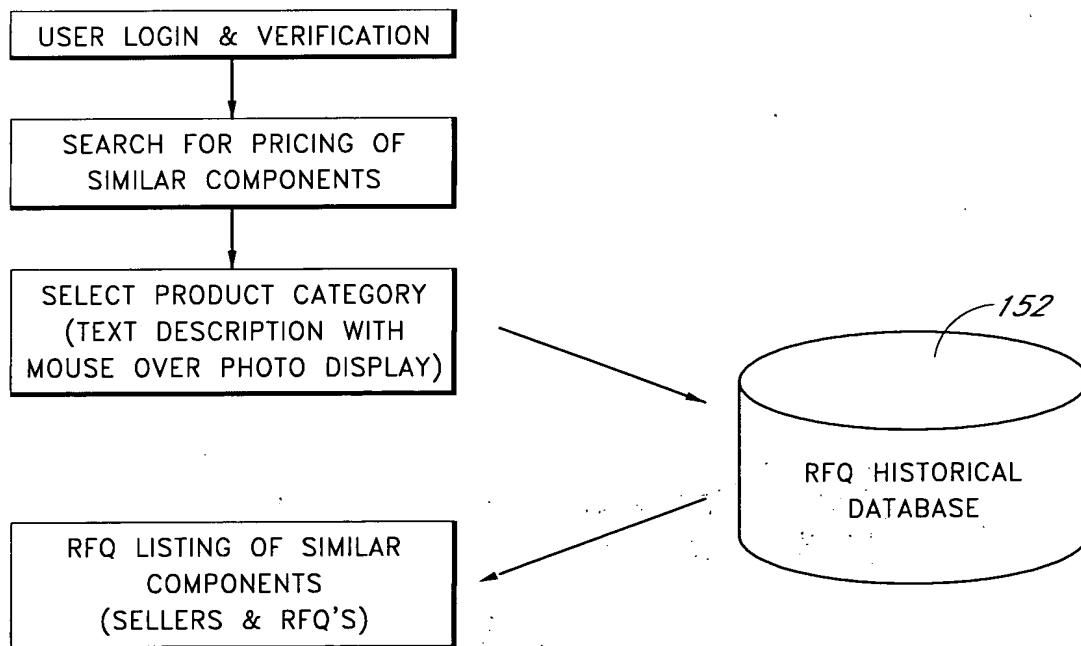 USER LOGIN & VERIFICATION
SEARCH FOR PRICING OF
SIMILAR COMPONENTS
SELECT PRODUCT CATEGORY
(TEXT DESCRIPTION WITH
MOUSE OVER PHOTO DISPLAY)
152
RFQ HISTORICAL
DATABASE
RFQ LISTING OF SIMILAR
COMPONENTS
(SELLERS & RFQ'S)